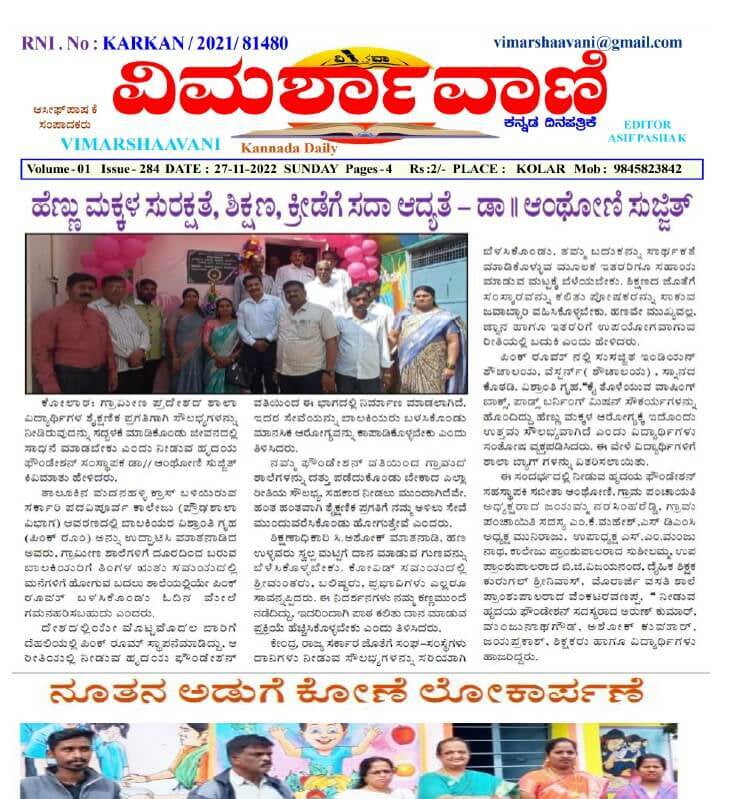 RNI . No : KARKAN / 2021/ 81480
vimarshaavani@gmail.com
ವಿಮರ್ಶಾವಾಣಿ
ಆಸೀಫ್‌ಪಾಷ ಕೆ
ಸಂಪಾದಕರು
ಕನ್ನಡ ದಿನಪತ್ರಿಕೆ
EDITOR
ASIF PASHA K
VIMARSHAAVANI
Kannada Daily
Volume - 01 Issue - 284 DATE : 27-11-2022 SUNDAY Pages - 4 Rs :2/- PLACE : KOLAR Mob : 9845823842
ಹೆಣ್ಣು ಮಕ್ಕಳ ಸುರಕ್ಷತೆ, ಶಿಕ್ಷಣ, ಕ್ರೀಡೆಗೆ ಸದಾ ಆದ್ಯತೆ – ಡಾ॥ ಆಂಥೋಣಿ ಸುಜ್ಜಿತ್
ಕೋಲಾರ: ಗ್ರಾಮೀಣ ಪ್ರದೇಶದ ಶಾಲಾ
ವಿದ್ಯಾರ್ಥಿಗಳ ಶೈಕ್ಷಣಿಕ ಪ್ರಗತಿಗಾಗಿ ಸೌಲಭ್ಯಗಳನ್ನು
ನೀಡಿರುವುದನ್ನು ಸದ್ಬಳಕೆ ಮಾಡಿಕೊಂಡು ಜೀವನದಲ್ಲಿ
ಸಾಧನೆ ಮಾಡಬೇಕು ಎಂದು ನೀಡುವ ಹೃದಯ
ಫೌಂಡೇಶನ್ ಸಂಸ್ಥಾಪಕ ಡಾ// ಆಂಥೋಣಿ ಸುಜ್ಜಿತ್
ಕಿವಿಮಾತು ಹೇಳಿದರು.
ತಾಲೂಕಿನ ಮದನಹಳ್ಳಿ ಕ್ರಾಸ್ ಬಳಿಯಿರುವ
ಸರ್ಕಾರಿ ಪದವಿಪೂರ್ವ ಕಾಲೇಜು (ಪ್ರೌಢಶಾಲಾ
ವಿಭಾಗ) ಆವರಣದಲ್ಲಿ ಬಾಲಕಿಯರ ವಿಶ್ರಾಂತಿ ಗೃಹ
(ಪಿಂಕ್ ರೂಂ) ಅನ್ನು ಉದ್ಘಾಟಿಸಿ ಮಾತನಾಡಿದ
ಅವರು, ಗ್ರಾಮೀಣ ಶಾಲೆಗಳಿಗೆ ದೂರದಿಂದ ಬರುವ
ಬಾಲಕಿಯರಿಗೆ ತಿಂಗಳ ಋತು ಸಮಯದಲ್ಲಿ
ಮನೆಗಳಿಗೆ ಹೋಗುವ ಬದಲು ಶಾಲೆಯಲ್ಲಿಯೇ ಪಿಂಕ್
ರೂಮ್ ಬಳಸಿಕೊಂಡು ಓದಿನ ಮೇಲೆ
ಗಮನಹರಿಸಬಹುದು ಎಂದರು.
ದೇಶದಲ್ಲಿಯೇ ಮೊಟ್ಟಮೊದಲ ಬಾರಿಗೆ
ದೆಹಲಿಯಲ್ಲಿ ಪಿಂಕ್ ರೂಮ್ ಸ್ಥಾಪನೆಮಾಡಿದ್ದು, ಆ
ರೀತಿಯಲ್ಲಿ ನೀಡುವ ಹೃದಯ ಫೌಂಡೇಶನ್
ವತಿಯಿಂದ ಈ ಭಾಗದಲ್ಲಿ ನಿರ್ಮಾಣ ಮಾಡಲಾಗಿದೆ.
ಇದರ ಸೇವೆಯನ್ನು ಬಾಲಕಿಯರು ಬಳಸಿಕೊಂಡು
ಮಾನಸಿಕ ಆರೋಗ್ಯವನ್ನು ಕಾಪಾಡಿಕೊಳ್ಳಬೇಕು ಎಂದು
ತಿಳಿಸಿದರು.
ನಮ್ಮ ಫೌಂಡೇಶನ್ ವತಿಯಿಂದ ಗ್ರಾಮದ
ಶಾಲೆಗಳನ್ನು ದತ್ತು ಪಡೆದುಕೊಂಡು ಬೇಕಾದ ಎಲ್ಲಾ
ರೀತಿಯ ಸೌಲಭ್ಯ, ಸಹಕಾರ ನೀಡಲು ಮುಂದಾಗಿದೆವೇ.
ಹಂತ ಹಂತವಾಗಿ ಶೈಕ್ಷಣಿಕ ಪ್ರಗತಿಗೆ ನಮ್ಮ ಅಳಿಲು ಸೇವೆ
ಮುಂದುವರೆಸಿಕೊಂಡು ಹೋಗುತ್ತೇವೆ ಎಂದರು.
ಶಿಕ್ಷಣಾಧಿಕಾರಿ ಸಿ.ಅಶೋಕ್ ಮಾತನಾಡಿ, ಹಣ
ಉಳ್ಳವರು ಸ್ವಲ್ಪ ಮಟ್ಟಿಗೆ ದಾನ ಮಾಡುವ ಗುಣವನ್ನು
ಬೆಳೆಸಿಕೊಳ್ಳಬೇಕು. ಕೋವಿಡ್ ಸಮಯದಲ್ಲಿ
ಶ್ರೀಮಂತರು, ಬಲಿಷ್ಠರು, ಪ್ರಭಾವಿಗಳು ಎಲ್ಲರೂ
ಸಾವನ್ನಪ್ಪಿದರು. ಈ ನಿದರ್ಶನಗಳು ನಮ್ಮ ಕಣ್ಣಮುಂದೆ
ನಡೆದಿದ್ದು, ಇದರಿಂದಾಗಿ ಪಾಠ ಕಲಿತು ದಾನ ಮಾಡುವ
ಪ್ರಕ್ರಿಯೆ ಹೆಚ್ಚಿಸಿಕೊಳ್ಳಬೇಕು ಎಂದು ತಿಳಿಸಿದರು.
ಕೇಂದ್ರ, ರಾಜ್ಯ ಸರ್ಕಾರ ಜೊತೆಗೆ ಸಂಘ-ಸಂಸ್ಥೆಗಳು
ದಾನಿಗಳು ನೀಡುವ ಸೌಲಭ್ಯಗಳನ್ನು ಸರಿಯಾಗಿ
ಬೆಳಸಿಕೊಂಡು, ತಮ್ಮ ಬದುಕನ್ನು ಸಾರ್ಥಕತೆ
ಮಾಡಿಕೊಳ್ಳುವ ಮೂಲಕ ಇತರರಿಗೂ ಸಹಾಯ
ಮಾಡುವ ಮಟ್ಟಕ್ಕೆ ಬೆಳೆಯಬೇಕು. ಶಿಕ್ಷಣದ ಜೊತೆಗೆ
ಸಂಸ್ಕಾರವನ್ನು ಕಲಿತು ಪೋಷಕರನ್ನು ಸಾಕುವ
ಜವಾಬ್ದಾರಿ ವಹಿಸಿಕೊಳ್ಳಬೇಕು. ಹಣವೇ ಮುಖ್ಯವಲ್ಲ,
ಜ್ಞಾನ ಹಾಗೂ ಇತರರಿಗೆ ಉಪಯೋಗವಾಗುವ
ರೀತಿಯಲ್ಲಿ ಬದುಕಿ ಎಂದು ಹೇಳಿದರು.
ಪಿಂಕ್ ರೂಮ್ ನಲ್ಲಿ ಸುಸಜ್ಜಿತ ಇಂಡಿಯನ್
ಶೌಚಾಲಯ, ವೆಸ್ಟರ್ನ್( ಶೌಚಾಲಯ) , ಸ್ನಾನದ
ಕೊಠಡಿ, ವಿಶ್ರಾಂತಿ ಗೃಹ,"ಕೈ ತೊಳೆಯುವ ವಾಷಿಂಗ್
ಬಾಕ್ಸ್, ಪಾಡ್ಸ್ ಬರ್ನಿಂಗ್ ಮಿಷನ್ ಸೌಕರ್ಯಗಳನ್ನು
ಹೊಂದಿದ್ದು ಹೆಣ್ಣು ಮಕ್ಕಳ ಆರೋಗ್ಯಕ್ಕೆ ಇದೊಂದು
ಉತ್ತಮ ಸೌಲಭ್ಯವಾಗಿದೆ ಎಂದು ವಿದ್ಯಾರ್ಥಿಗಳು
ಸಂತೋಷ ವ್ಯಕ್ತಪಡಿಸಿದರು. ಈ ವೇಳೆ ವಿದ್ಯಾರ್ಥಿಗಳಿಗೆ
ಶಾಲಾ ಬ್ಯಾಗ್ ಗಳನ್ನು ವಿತರಿಸಲಾಯಿತು.
ಈ ಸಂದರ್ಭದಲ್ಲಿ ನೀಡುವ ಹೃದಯ ಫೌಂಡೇಶನ್
ಸಹಸ್ಥಾಪಕಿ ಸಬೀತಾ ಆಂಥೋಣಿ, ಗ್ರಾಮ ಪಂಚಾಯತಿ
ಅಧ್ಯಕ್ಷರಾದ ಜಯಮ್ಮ ನರಸಿಂಹರೆಡ್ಡಿ, ಗ್ರಾಮ
ಪಂಚಾಯಿತಿ ಸದಸ್ಯ ಎಂ.ಕೆ.ಮಹೇಶ್,ಎಸ್ ಡಿಎಂಸಿ
ಅಧ್ಯಕ್ಷ ಮುನಿರಾಜು, ಉಪಾಧ್ಯಕ್ಷ ಎಸ್.ಎಂ.ಮಂಜು
ನಾಥ, ಕಾಲೇಜು ಪ್ರಾಂಶುಪಾಲರಾದ ಸುಶೀಲಮ್ಮ, ಉಪ
ಪ್ರಾಂಶುಪಾಲರಾದ ಬಿ.ಜಿ.ವಿಜಯನಂದ, ದೈಹಿಕ ಶಿಕ್ಷಕ
ಕುರುಗಲ್ ಶ್ರೀನಿವಾಸ್, ಮೊರಾರ್ಜಿ ವಸತಿ ಶಾಲೆ
ಪ್ರಾಂಶುಪಾಲರಾದ ವೆಂಕಟರವಣಪ್ಪ, " ನೀಡುವ
ಹೃದಯ ಫೌಂಡೇಶನ್ ಸದಸ್ಯರಾದ ಅರುಣ್ ಕುಮಾರ್,
ಮಂಜುನಾಥಗೌಡ, ಅಶೋಕ್ ಕುಮಾರ್,
ಜಯಪ್ರಕಾಶ್, ಶಿಕ್ಷಕರು ಹಾಗೂ ವಿದ್ಯಾರ್ಥಿಗಳು
ಹಾಜರಿದ್ದರು.
ನೂತನ ಅಡುಗೆ ಕೋಣೆ ಲೋಕಾರ್ಪಣೆ